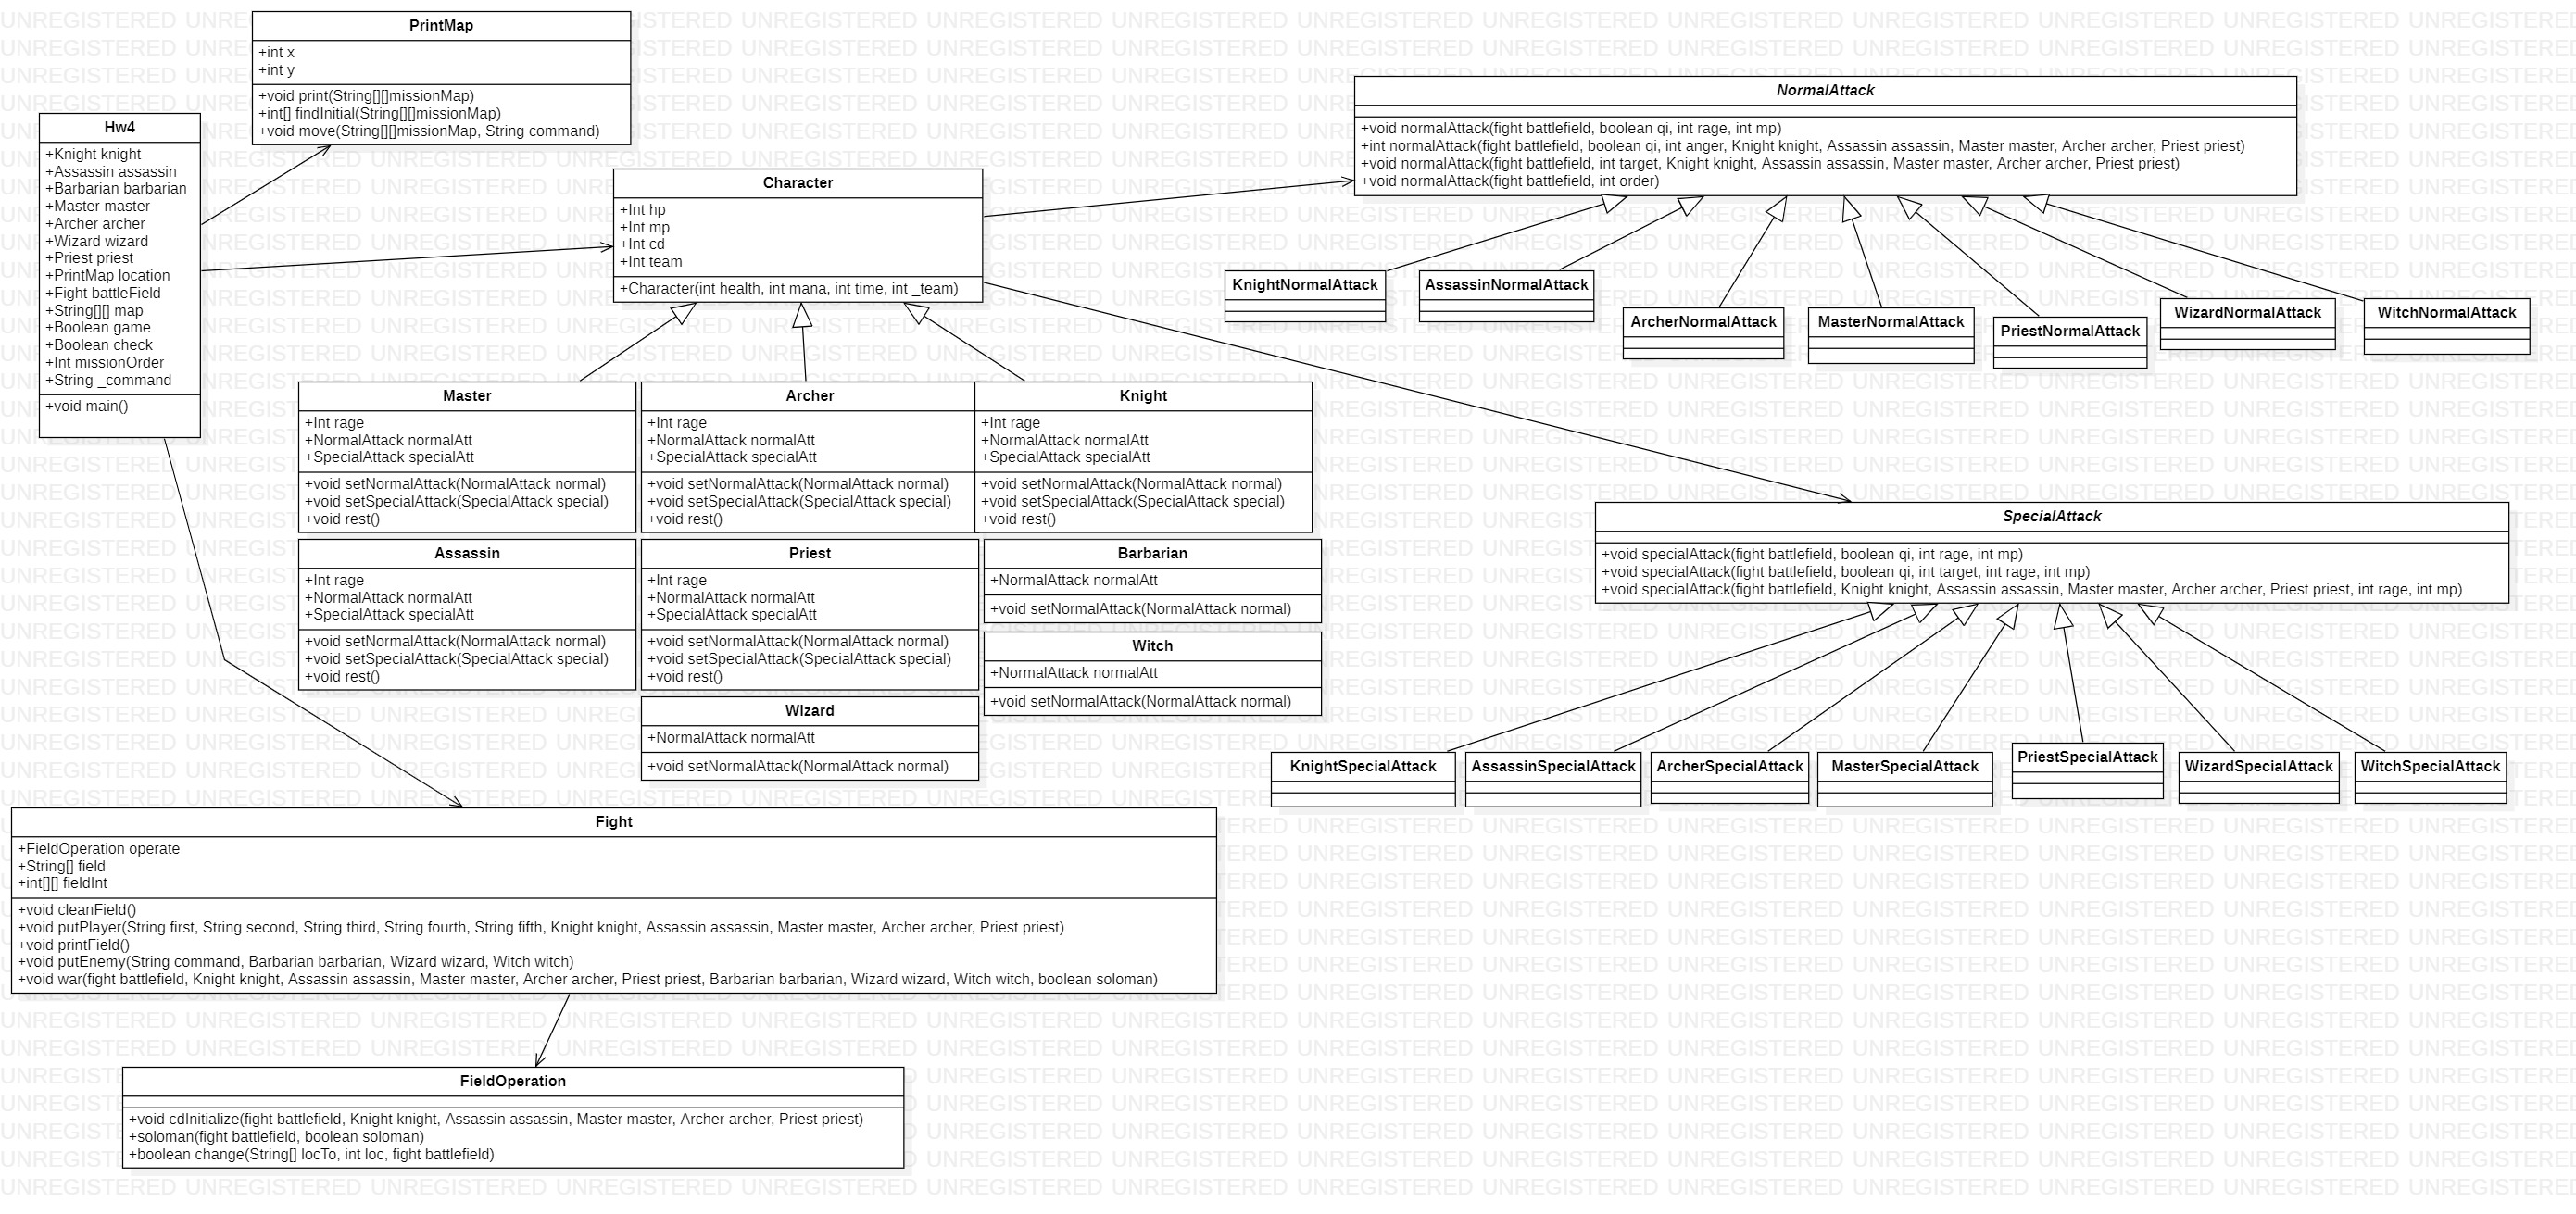 PrintMap
+int x
+int y
+void print(String[][]missionMap)
+int[] findInitial(String[][]missionMap)
+void move(String[][]missionMap, String command)
Hw4
+Knight knight
+Assassin assassin
+Barbarian barbarian
+Master master
+Archer archer
+Wizard wizard
+Priest priest
+PrintMap location
+Fight battleField
+String[][] map
+Boolean game
+Boolean check
+Int missionOrder
+String _command
+void main()
Character
+Int hp
+Int mp
+Int cd
+Int team
+Character(int health, int mana, int time, int _team)
NormalAttack
+void normalAttack(fight battlefield, boolean qi, int rage, int mp)
+int normalAttack(fight battlefield, boolean qi, int anger, Knight knight, Assassin assassin, Master master, Archer archer, Priest priest)
+void normalAttack(fight battlefield, int target, Knight knight, Assassin assassin, Master master, Archer archer, Priest priest)
+void normalAttack(fight battlefield, int order)
KnightNormalAttack
AssassinNormalAttack
ArcherNormalAttack
MasterNormalAttack
PriestNormalAttack
WizardNormalAttack
WitchNormalAttack
Master
+Int rage
+NormalAttack normalAtt
+SpecialAttack specialAtt
+void setNormalAttack(NormalAttack normal)
+void setSpecialAttack(SpecialAttack special)
+void rest()
Archer
+Int rage
+NormalAttack normalAtt
+SpecialAttack specialAtt
+void setNormalAttack(NormalAttack normal)
+void setSpecialAttack(SpecialAttack special)
+void rest()
Knight
+Int rage
+NormalAttack normalAtt
+SpecialAttack specialAtt
+void setNormalAttack(NormalAttack normal)
+void setSpecialAttack(SpecialAttack special)
+void rest()
Assassin
+Int rage
+NormalAttack normalAtt
+SpecialAttack specialAtt
+void setNormalAttack(NormalAttack normal)
+void setSpecialAttack(SpecialAttack special)
+void rest()
Priest
+Int rage
+NormalAttack normalAtt
+SpecialAttack specialAtt
+void setNormalAttack(NormalAttack normal)
+void setSpecialAttack(SpecialAttack special)
+void rest()
Barbarian
+NormalAttack normalAtt
+void setNormalAttack(NormalAttack normal)
Witch
+NormalAttack normalAtt
+void setNormalAttack(NormalAttack normal)
Wizard
+NormalAttack normalAtt
+void setNormalAttack(NormalAttack normal)
SpecialAttack
+void specialAttack(fight battlefield, boolean qi, int rage, int mp)
+void specialAttack(fight battlefield, boolean qi, int target, int rage, int mp)
+void specialAttack(fight battlefield, Knight knight, Assassin assassin, Master master, Archer archer, Priest priest, int rage, int mp)
KnightSpecialAttack
AssassinSpecialAttack
ArcherSpecialAttack
MasterSpecialAttack
PriestSpecialAttack
WizardSpecialAttack
WitchSpecialAttack
Fight
+FieldOperation operate
+String[] field
+int[][] fieldInt
+void cleanField()
+void putPlayer(String first, String second, String third, String fourth, String fifth, Knight knight, Assassin assassin, Master master, Archer archer, Priest priest)
+void printField()
+void putEnemy(String command, Barbarian barbarian, Wizard wizard, Witch witch)
+void war(fight battlefield, Knight knight, Assassin assassin, Master master, Archer archer, Priest priest, Barbarian barbarian, Wizard wizard, Witch witch, boolean soloman)
FieldOperation
+void cdInitialize(fight battlefield, Knight knight, Assassin assassin, Master master, Archer archer, Priest priest)
+soloman(fight battlefield, boolean soloman)
+boolean change(String[] locTo, int loc, fight battlefield)
UNREGISTERED